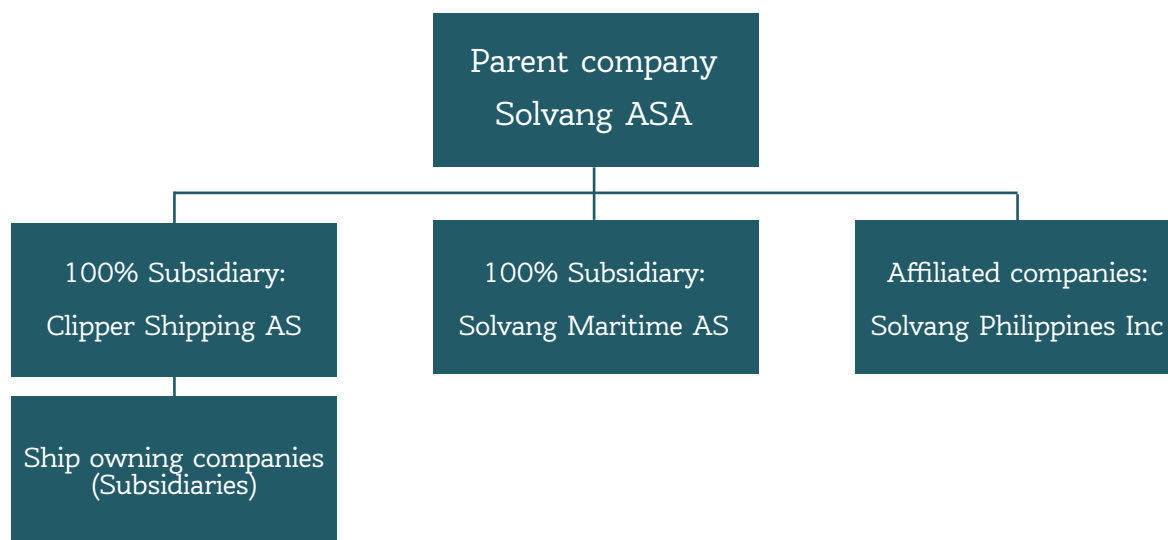 Parent company
Solvang ASA
100% Subsidiary:
Clipper Shipping AS
100% Subsidiary:
Solvang Maritime AS
Affiliated companies:
Solvang Philippines Inc
Ship owning companies
(Subsidiaries)